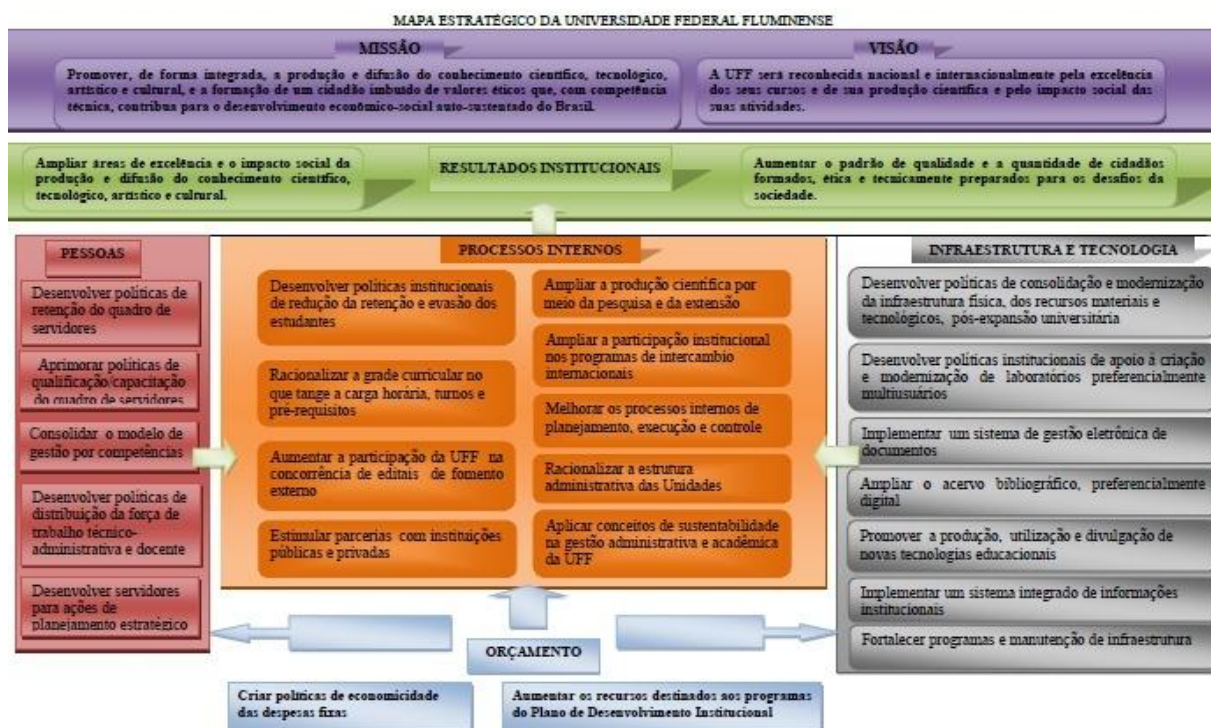 MAPA ESTRATÉGICO DA UNIVERSIDADE FEDERAL FLUMINENSE
MISSÃO
Promover, de forma integrada, a produção e difusão do conhecimento científico, tecnológico,
artístico e cultural, e a formação de um cidadão imbuído de valores éticos que, com competência
técnica, contribua para o desenvolvimento econômico-social auto-sustentado do Brasil.
VISÃO
A UFF será reconhecida nacional e internacionalmente pela excelência
dos seus cursos e de sua produção científica e pelo impacto social das
suas atividades.
Ampliar áreas de excelência e o impacto social da
produção e difusão do conhecimento científico,
tecnológico, artístico e cultural.
RESULTADOS INSTITUCIONAIS
Aumentar o padrão de qualidade e a quantidade de cidadãos
formados, ética e tecnicamente preparados para os desafios da
sociedade.
PESSOAS
Desenvolver políticas de
retenção do quadro de
servidores
Aprimorar políticas de
qualificação/capacitação
do quadro de servidores
Consolidar o modelo de
gestão por competências
Desenvolver políticas de
distribuição da força de
trabalho técnico-
administrativa e docente
Desenvolver servidores
para ações de
planejamento estratégico
PROCESSOS INTERNOS
Desenvolver políticas institucionais
de redução da retenção e evasão dos
estudantes
Racionalizar a grade curricular no
que tange a carga horária, turnos e
pré-requisitos
Aumentar a participação da UFF na
concorrência de editais de fomento
externo
Estimular parcerias com instituições
públicas e privadas
Ampliar a produção científica por
meio da pesquisa e da extensão
Ampliar a participação institucional
nos programas de intercambio
internacionais
Melhorar os processos internos de
planejamento, execução e controle
Racionalizar a estrutura
administrativa das Unidades
Aplicar conceitos de sustentabilidade
na gestão administrativa e acadêmica
da UFF
INFRAESTRUTURA E TECNOLOGIA
Desenvolver políticas de consolidação e modernização
da infraestrutura física, dos recursos materiais e
tecnológicos, pós-expansão universitária
Desenvolver políticas institucionais de apoio à criação
e modernização de laboratórios preferencialmente
multiusuários
Implementar um sistema de gestão eletrônica de
documentos
Ampliar o acervo bibliográfico, preferencialmente
digital
Promover a produção, utilização e divulgação de
novas tecnologias educacionais
Implementar um sistema integrado de informações
institucionais
Fortalecer programas e manutenção de infraestrutura
ORÇAMENTO
Criar políticas de economicidade
das despesas fixas
Aumentar os recursos destinados aos programas
do Plano de Desenvolvimento Institucional